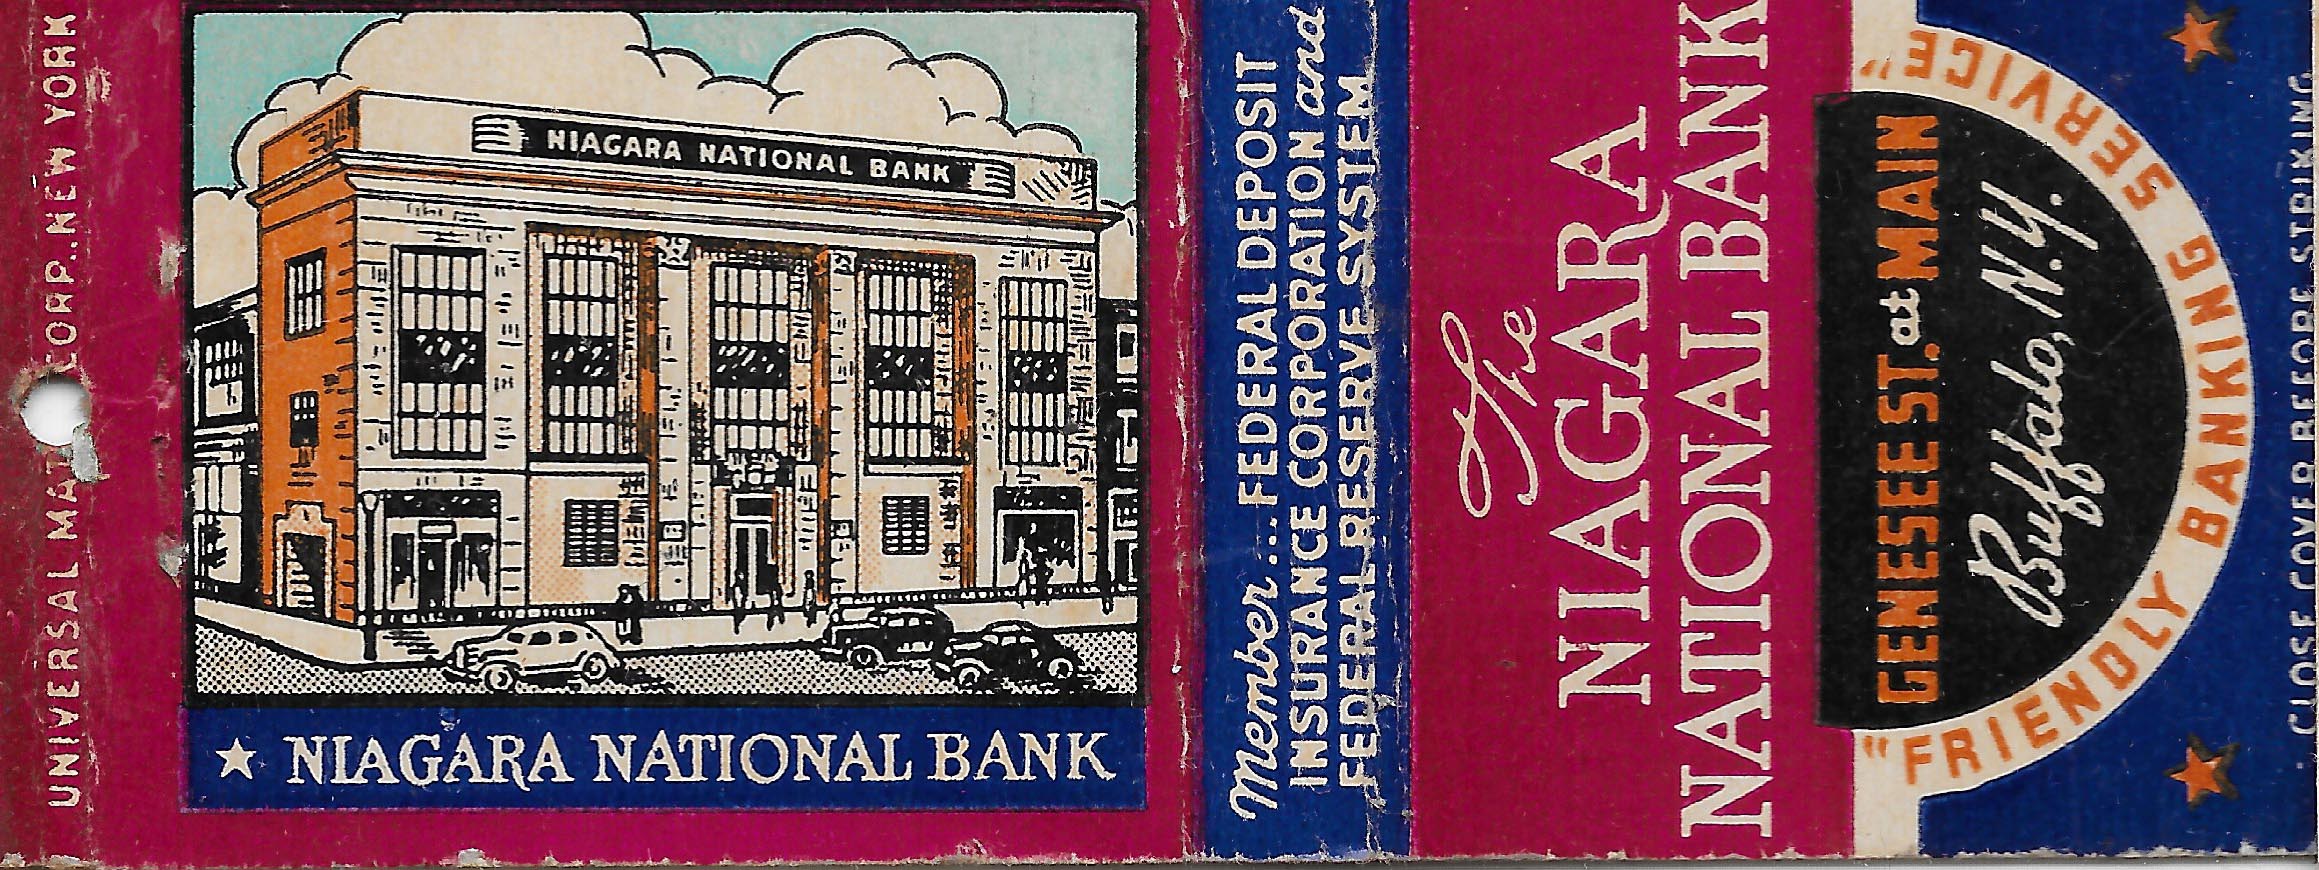 UNIVERSAL MAT CORP., NEW YORK
NIAGARA NATIONAL BANK
★ NIAGARA NATIONAL BANK
Member....FEDERAL DEPOSIT
INSURANCE CORPORATION and
FEDERAL RESERVE SYSTEM
The
NIAGARA
NATIONAL BANK
GENESEE ST. at MAIN
Buffalo, N.Y.
"FRIENDLY BANKING SERVICE"
CLOSE COVER BEFORE STRIKING